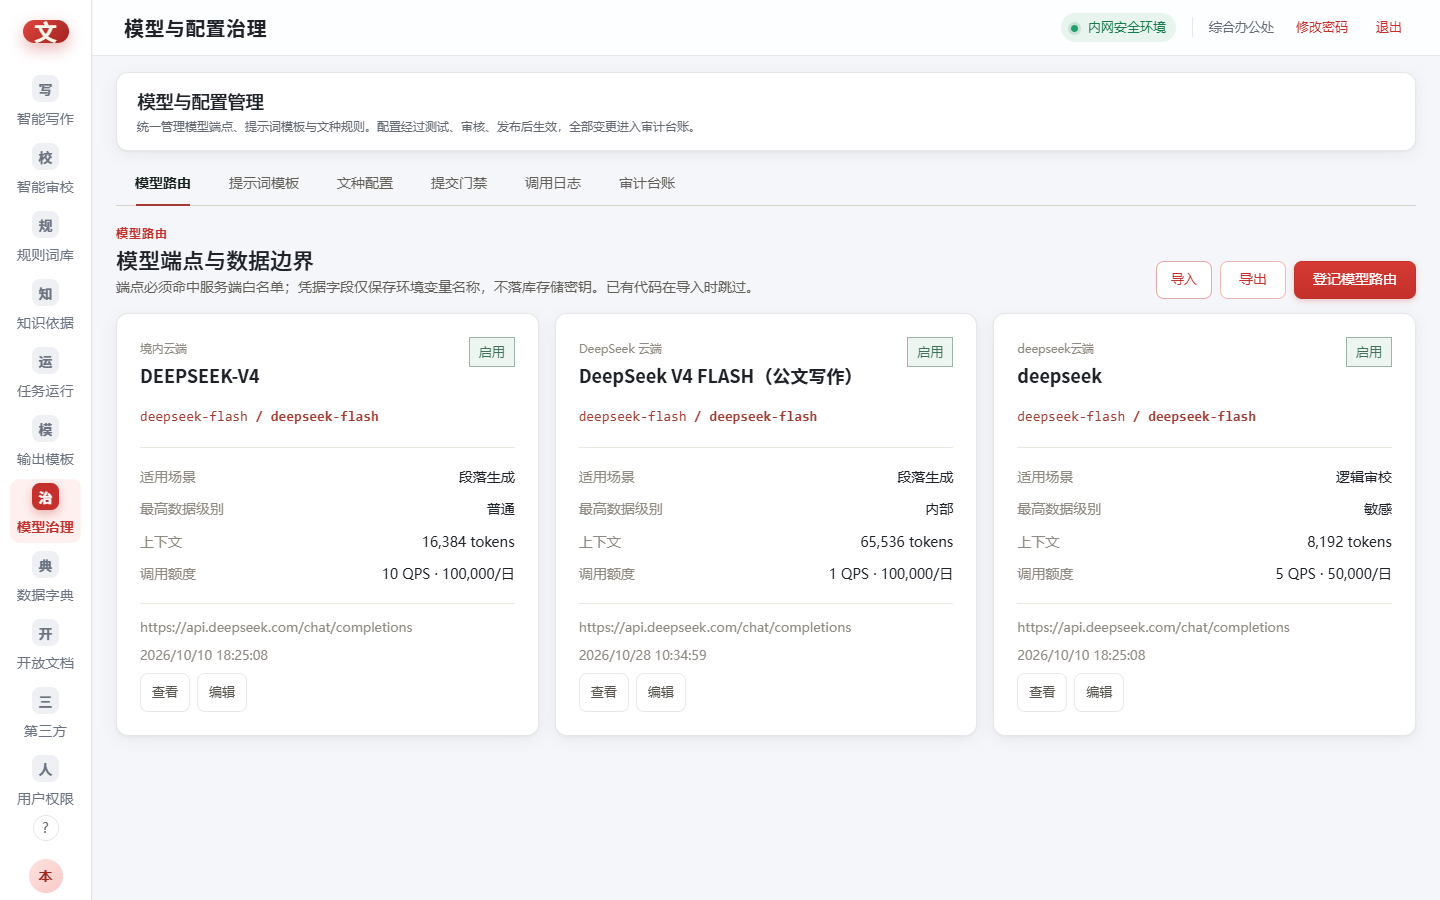 文
写
智能写作
校
智能审校
规
规则词库
知
知识依据
运
任务运行
模
输出模板
治
模型治理
典
数据字典
开
开放文档
三
第三方
人
用户权限
?
本
模型与配置治理
内网安全环境
综合办公处
修改密码
退出
模型与配置管理
统一管理模型端点、提示词模板与文种规则。配置经过测试、审核、发布后生效，全部变更进入审计台账。
模型路由 提示词模板 文种配置 提交门禁 调用日志 审计台账
模型路由
模型端点与数据边界
端点必须命中服务端白名单；凭据字段仅保存环境变量名称，不落库存储密钥。已有代码在导入时跳过。
导入 导出 登记模型路由
境内云端
启用
DEEPSEEK-V4
deepseek-flash / deepseek-flash
适用场景 段落生成
最高数据级别 普通
上下文 16,384 tokens
调用额度 10 QPS · 100,000/日
https://api.deepseek.com/chat/completions
2026/10/10 18:25:08
查看 编辑
DeepSeek 云端
启用
DeepSeek V4 FLASH（公文写作）
deepseek-flash / deepseek-flash
适用场景 段落生成
最高数据级别 内部
上下文 65,536 tokens
调用额度 1 QPS · 100,000/日
https://api.deepseek.com/chat/completions
2026/10/28 10:34:59
查看 编辑
deepseek云端
启用
deepseek
deepseek-flash / deepseek-flash
适用场景 逻辑审校
最高数据级别 敏感
上下文 8,192 tokens
调用额度 5 QPS · 50,000/日
https://api.deepseek.com/chat/completions
2026/10/10 18:25:08
查看 编辑